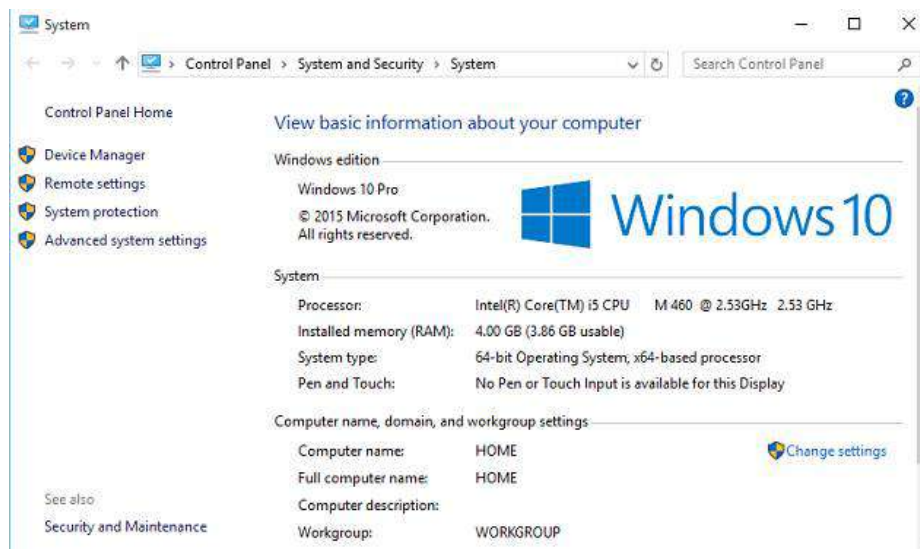 System
Control Panel > System and Security > System
Search Control Panel
Control Panel Home
Device Manager
Remote settings
System protection
Advanced system settings
See also
Security and Maintenance
View basic information about your computer
Windows edition
Windows 10 Pro
© 2015 Microsoft Corporation.
All rights reserved.
Windows 10
System
Processor: Intel(R) Core(TM) i5 CPU M 460 @ 2.53GHz 2.53 GHz
Installed memory (RAM): 4.00 GB (3.86 GB usable)
System type: 64-bit Operating System, x64-based processor
Pen and Touch: No Pen or Touch Input is available for this Display
Computer name, domain, and workgroup settings
Computer name: HOME
Change settings
Full computer name: HOME
Computer description:
Workgroup: WORKGROUP